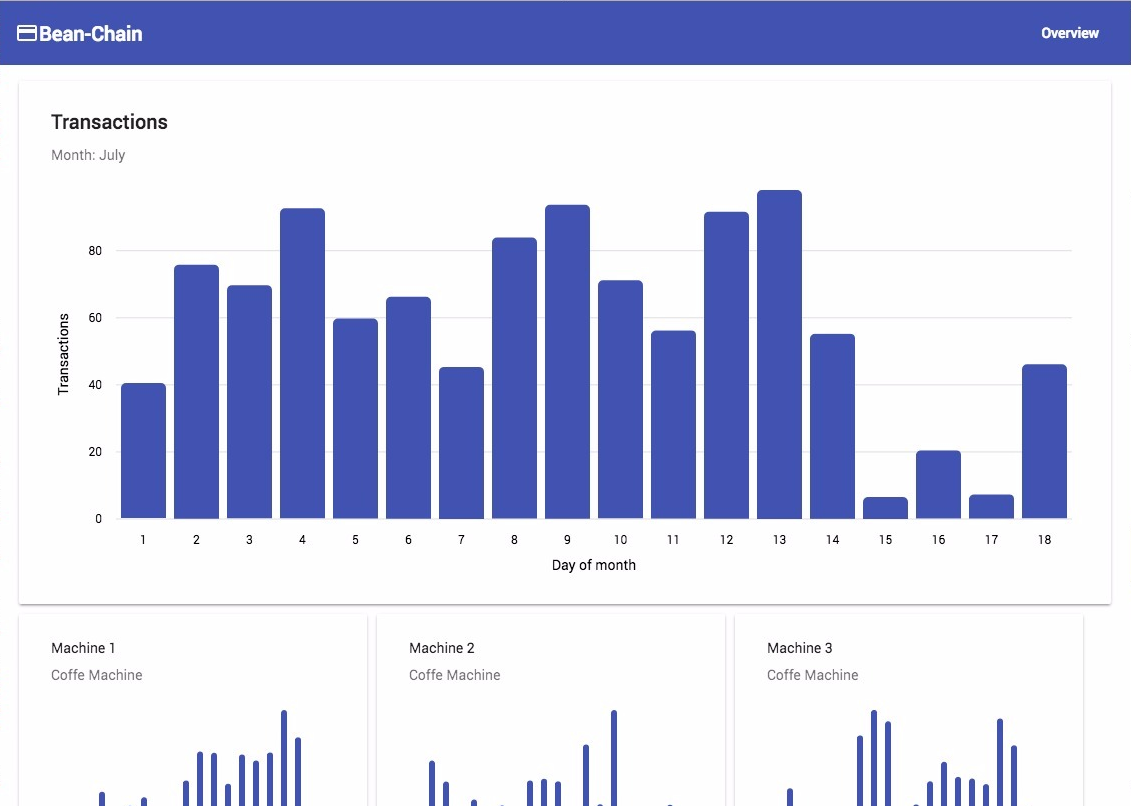 Bean-Chain
Overview
Transactions
Month: July
80
60
40
20
0
Transactions
1 2 3 4 5 6 7 8 9 10 11 12 13 14 15 16 17 18
Day of month
Machine 1
Coffe Machine
Machine 2
Coffe Machine
Machine 3
Coffe Machine